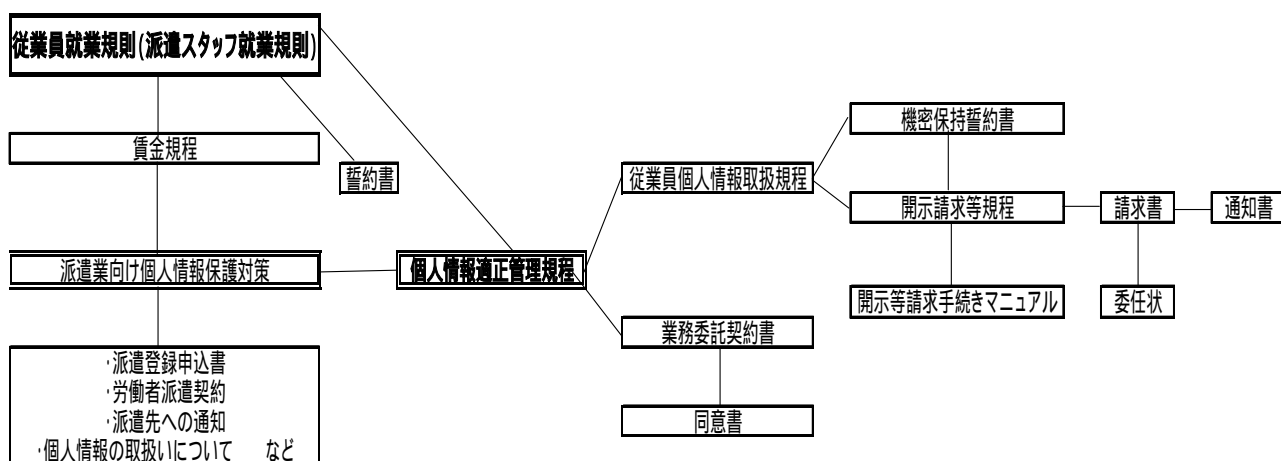 従業員就業規則(派遣スタッフ就業規則)
賃金規程
誓約書
派遣業向け個人情報保護対策
・派遣登録申込書
・労働者派遣契約
・派遣先への通知
・個人情報の取扱いについて　など
個人情報適正管理規程
従業員個人情報取扱規程
機密保持誓約書
開示請求等規程
請求書
通知書
開示等請求手続きマニュアル
委任状
業務委託契約書
同意書